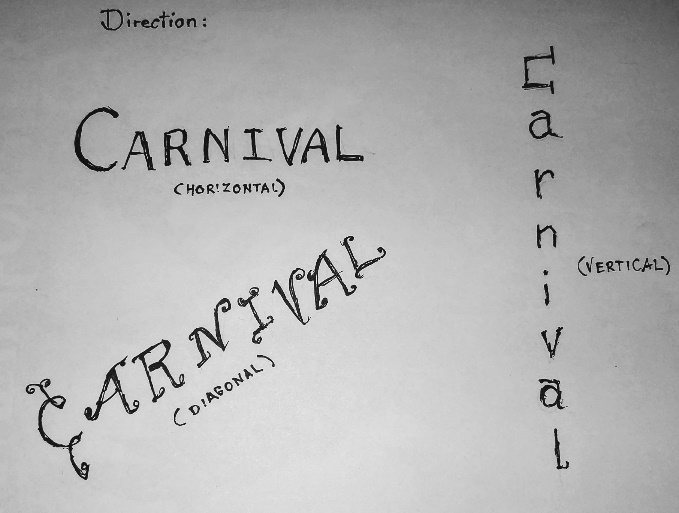 Direction:
CARNIVAL
(HORIZONTAL)
CARNIVAL
(DIAGONAL)
Carnival
(VERTICAL)